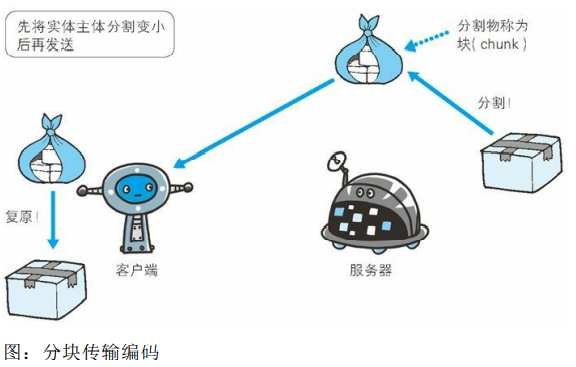 先将实体主体分割变小
后再发送
分割物称为
块(chunk)
分割!
复原!
客户端
服务器
图:分块传输编码